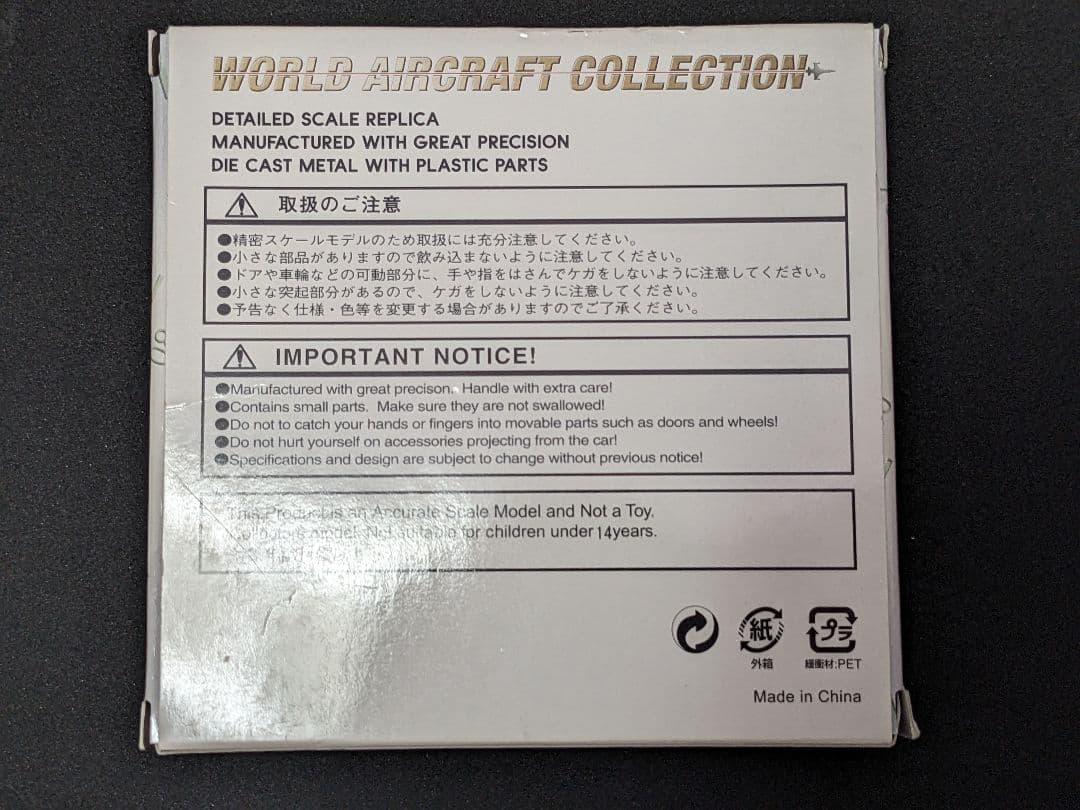 WORLD AIRCRAFT COLLECTION
DETAILED SCALE REPLICA
MANUFACTURED WITH GREAT PRECISION
DIE CAST METAL WITH PLASTIC PARTS
取扱のご注意
●精密スケールモデルのため取扱には充分注意してください。
●小さな部品がありますので飲み込まないように注意してください。
●ドアや車輪などの可動部分に、手や指をはさんでケガをしないように注意してください。
●小さな突起部分があるので、ケガをしないように注意してください。
●予告なく仕様・色等を変更する場合がありますのでご了承ください。
IMPORTANT NOTICE!
●Manufactured with great precison. Handle with extra care!
●Contains small parts. Make sure they are not swallowed!
●Do not to catch your hands or fingers into movable parts such as doors and wheels!
●Do not hurt yourself on accessories projecting from the car!
●Specifications and design are subject to change without previous notice!
This Product is an Accurate Scale Model and Not a Toy.
model. Not suitable for children under 14years.
紙
プラ
外箱
緩衝材:PET
Made in China